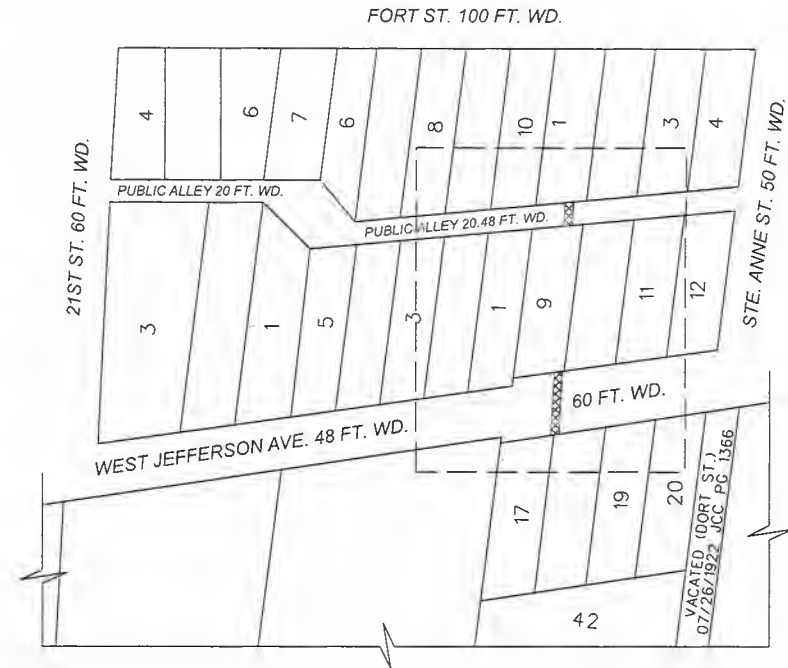 FORT ST. 100 FT. WD.
4
6
7
6
8
10
1
3
4
21ST ST. 60 FT. WD.
PUBLIC ALLEY 20 FT. WD.
PUBLIC ALLEY 20.48 FT. WD.
STE. ANNE ST. 50 FT. WD.
3
1
5
3
1
9
11
12
WEST JEFFERSON AVE. 48 FT. WD.
60 FT. WD.
17
19
20
VACATED (DORT ST.)
07/26/1922 JCC PG 1366
42